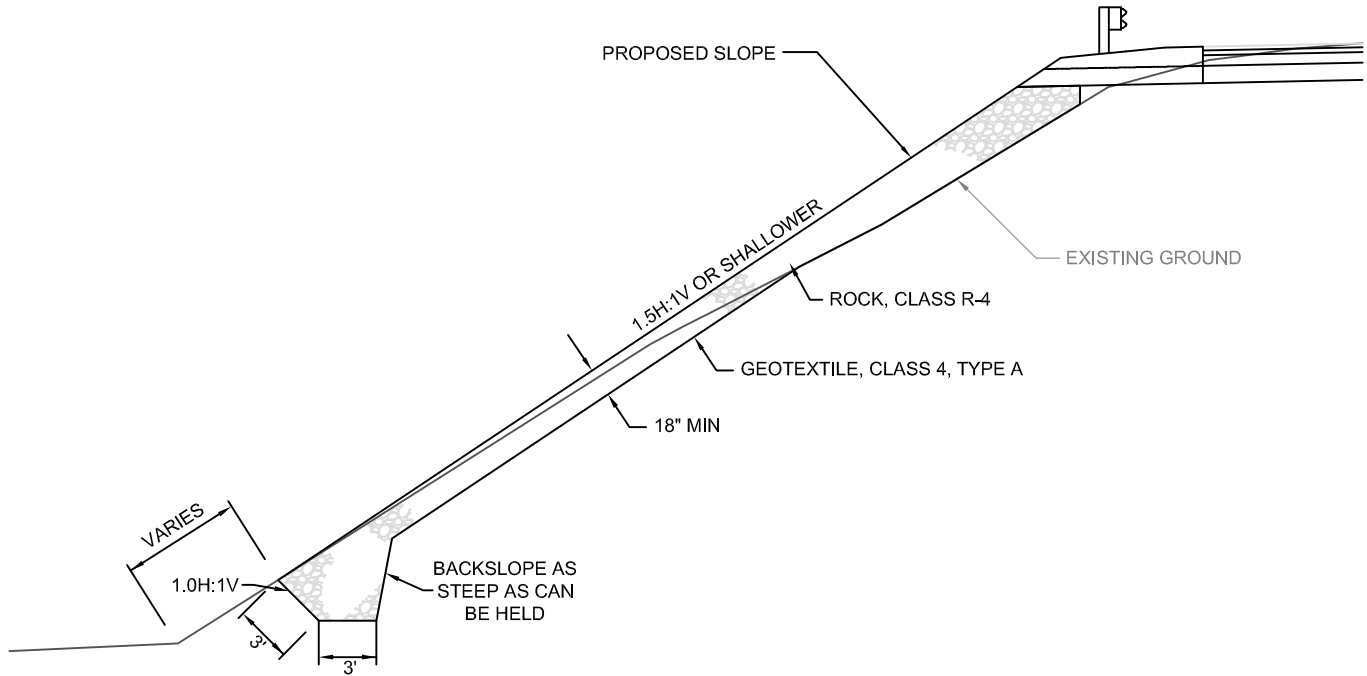 PROPOSED SLOPE
1.5H:1V OR SHALLOWER
EXISTING GROUND
ROCK, CLASS R-4
GEOTEXTILE, CLASS 4, TYPE A
18" MIN
VARIES
1.0H:1V
BACKSLOPE AS
STEEP AS CAN
BE HELD
3'
3'